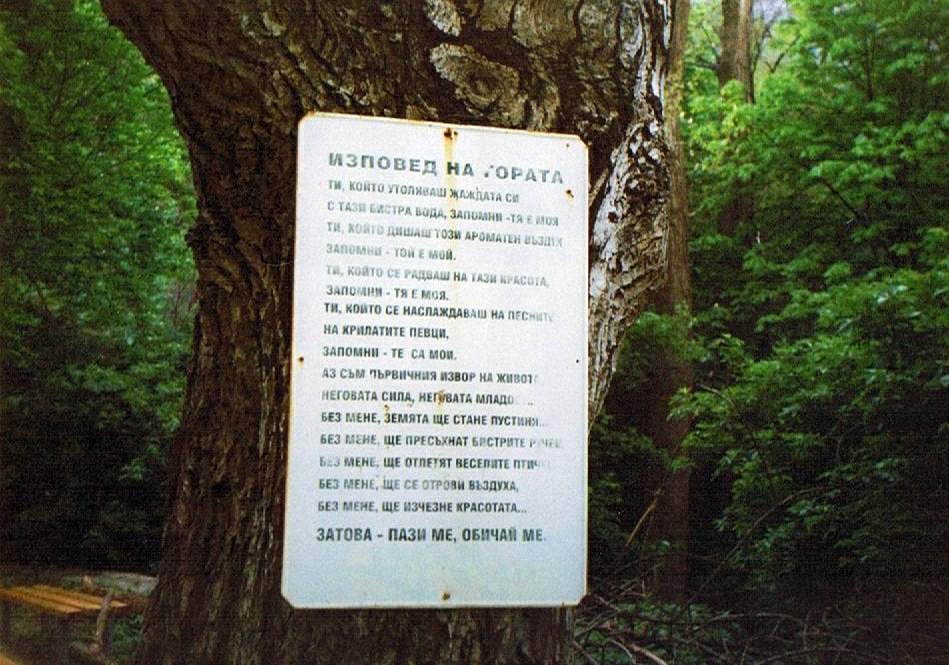 ИЗПОВЕД НА ГОРАТА
ТИ, КОЙТО УТОЛЯВАШ ЖАЖДАТА СИ
С ТАЗИ БИСТРА ВОДА, ЗАПОМНИ -ТЯ Е МОЯ
ТИ, КОЙТО ДИШАШ ТОЗИ АРОМАТЕН ВЪЗДУХ
ЗАПОМНИ - ТОЙ Е МОЙ.
ТИ, КОЙТО СЕ РАДВАШ НА ТАЗИ КРАСОТА,
ЗАПОМНИ - ТЯ Е МОЯ.
ТИ, КОЙТО СЕ НАСЛАЖДАВАШ НА ПЕСНИТЕ
НА КРИЛАТИТЕ ПЕВЦИ,
ЗАПОМНИ - ТЕ СА МОИ.
АЗ СЪМ ПЪРВИЧНИЯ ИЗВОР НА
НЕГОВАТА СИЛА, НЕГОВАТА
БЕЗ МЕНЕ, ЗЕМЯТА ЩЕ СТАНЕ ПУСТИНЯ...
БЕЗ МЕНЕ, ЩЕ ПРЕСЪХНАТ БИСТРИТЕ
БЕЗ МЕНЕ, ЩЕ ОТЛЕТЯТ ВЕСЕЛИТЕ
БЕЗ МЕНЕ, ЩЕ СЕ ОТРОВИ ВЪЗДУХА,
БЕЗ МЕНЕ, ЩЕ ИЗЧЕЗНЕ КРАСОТАТА...
ЗАТОВА - ПАЗИ МЕ, ОБИЧАЙ МЕ.